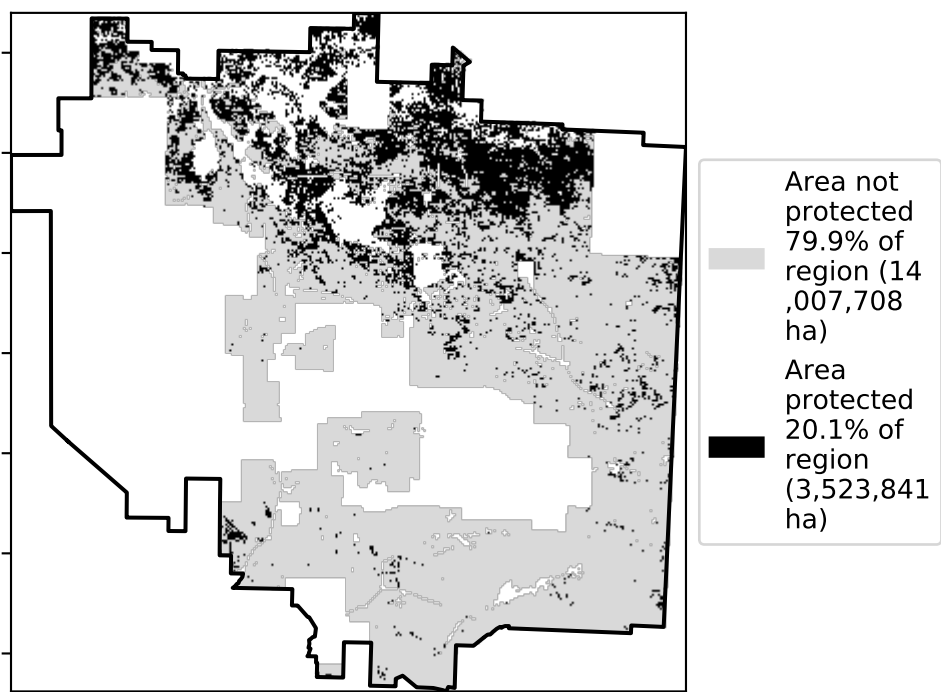 Area not
protected
79.9% of
region (14
,007,708
ha)
Area
protected
20.1% of
region
(3,523,841
ha)